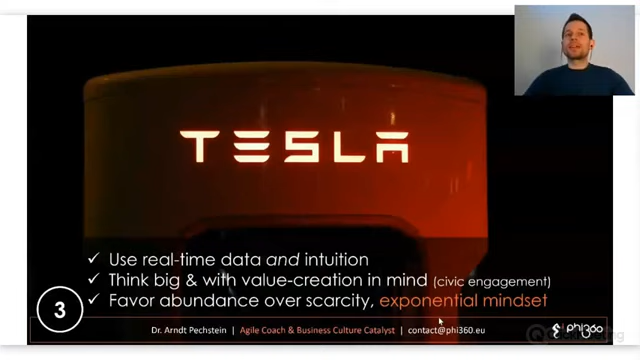 TESLA
✓ Use real-time data and intuition
✓ Think big & with value-creation in mind (civic engagement)
✓ Favor abundance over scarcity, exponential mindset
3
Dr. Arndt Pechstein | Agile Coach & Business Culture Catalyst | contact@phi360.eu
phi360